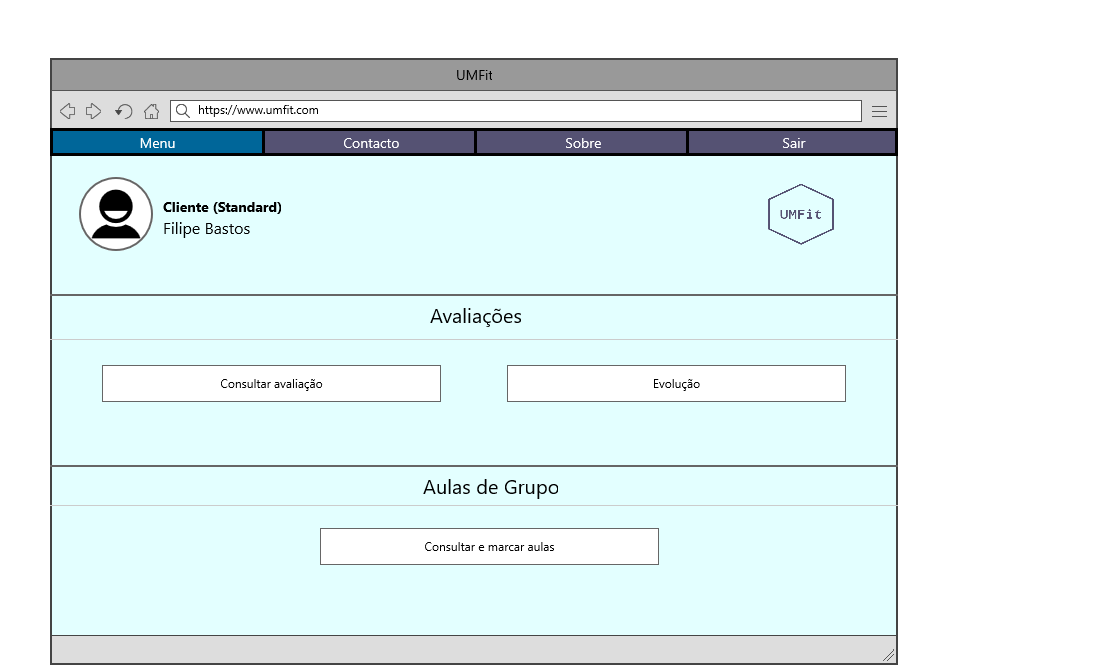 UMFit
https://www.umfit.com
Menu Contacto Sobre Sair
Cliente (Standard)
Filipe Bastos
UMFit
Avaliações
Consultar avaliação Evolução
Aulas de Grupo
Consultar e marcar aulas